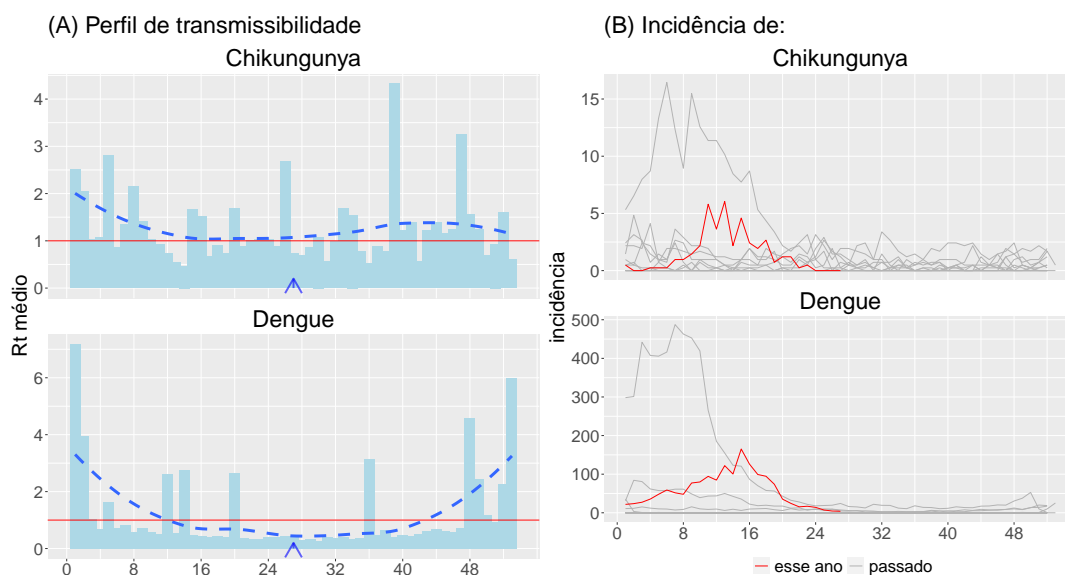 (A) Perfil de transmissibilidade
Chikungunya
4
3
2
1
0
Dengue
6
4
2
0
0 8 16 24 32 40 48
Rt médio
(B) Incidência de:
Chikungunya
15
10
5
0
Dengue
500
400
300
200
100
0
0 8 16 24 32 40 48
incidência
esse ano passado